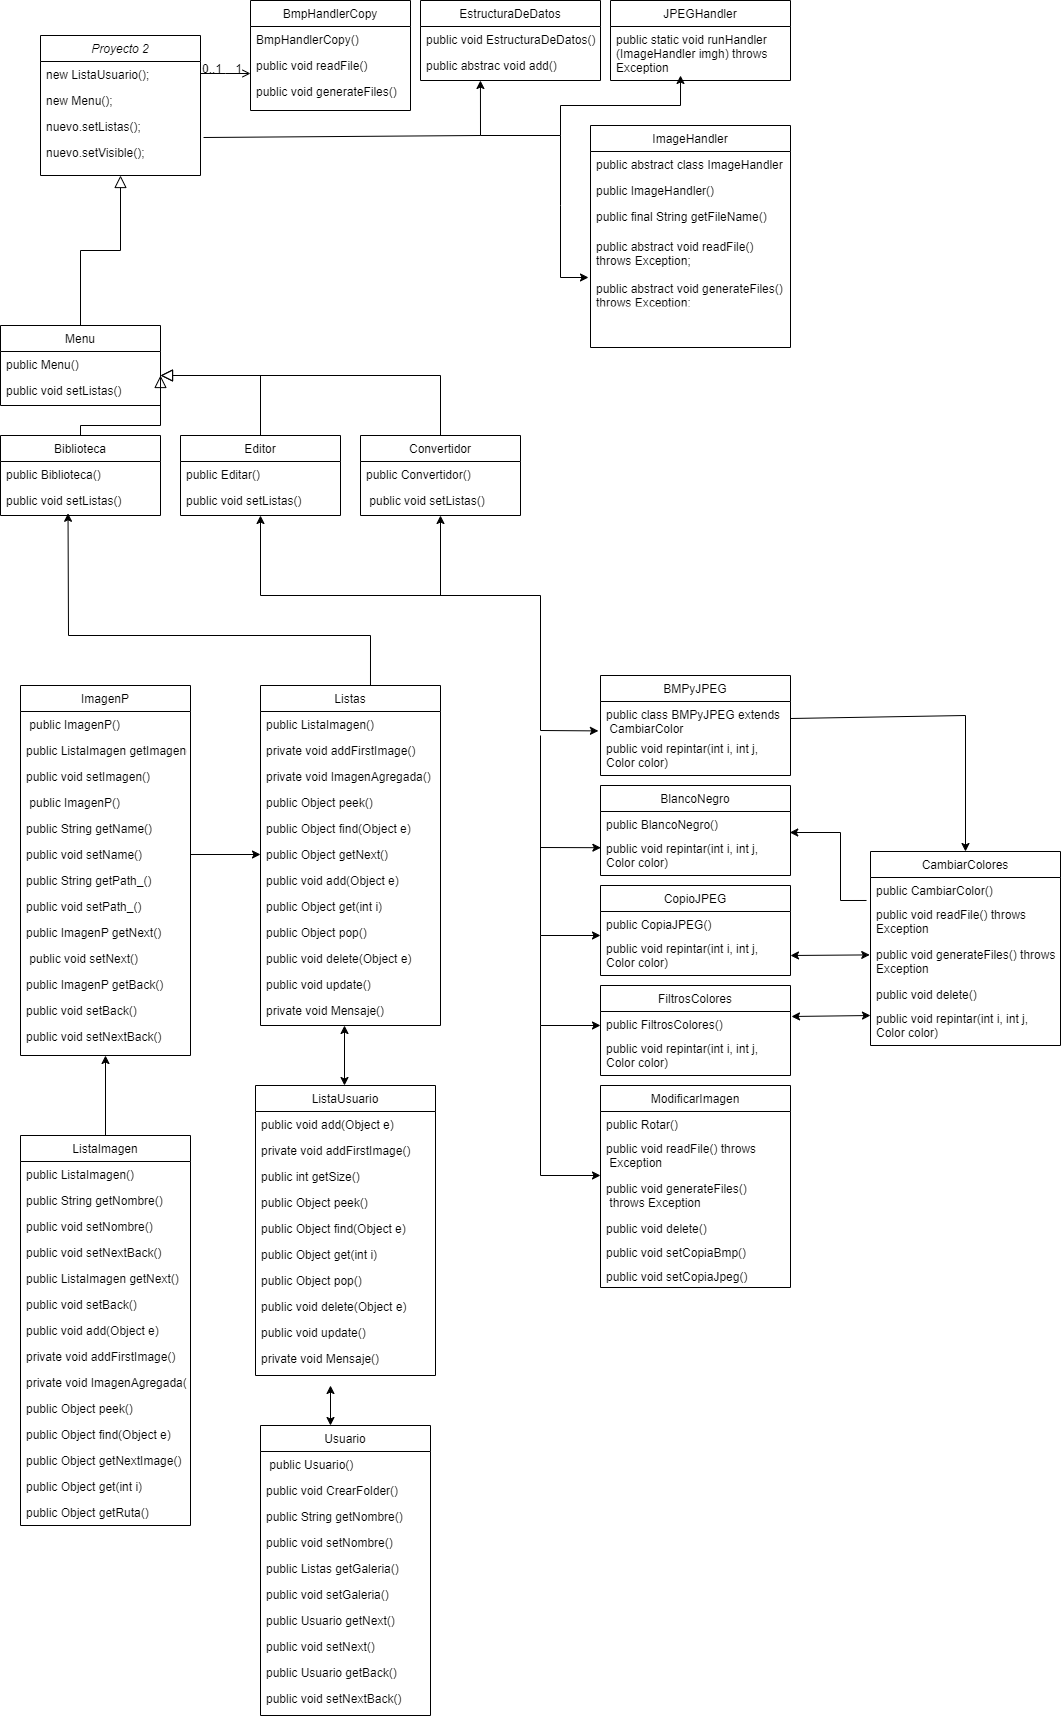 BmpHandlerCopy
BmpHandlerCopy()
public void readFile()
public void generateFiles()
EstructuraDeDatos
public void EstructuraDeDatos()
public abstrac void add()
JPEGHandler
public static void runHandler
(ImageHandler imgh) throws
Exception
Proyecto 2
new ListaUsuario();
new Menu();
nuevo.setListas();
nuevo.setVisible();
0..1
1
ImageHandler
public abstract class ImageHandler
public ImageHandler()
public final String getFileName()
public abstract void readFile()
throws Exception;
public abstract void generateFiles()
throws Exception;
Menu
public Menu()
public void setListas()
Biblioteca
public Biblioteca()
public void setListas()
Editor
public Editar()
public void setListas()
Convertidor
public Convertidor()
public void setListas()
ImagenP
public ImagenP()
public ListaImagen getImagen
public void setImagen()
public ImagenP()
public String getName()
public void setName()
public String getPath_()
public void setPath_()
public ImagenP getNext()
public void setNext()
public ImagenP getBack()
public void setBack()
public void setNextBack()
Listas
public ListaImagen()
private void addFirstImage()
private void ImagenAgregada()
public Object peek()
public Object find(Object e)
public Object getNext()
public void add(Object e)
public Object get(int i)
public Object pop()
public void delete(Object e)
public void update()
private void Mensaje()
BMPyJPEG
public class BMPyJPEG extends
CambiarColor
public void repintar(int i, int j,
Color color)
BlancoNegro
public BlancoNegro()
public void repintar(int i, int j,
Color color)
CopioJPEG
public CopiaJPEG()
public void repintar(int i, int j,
Color color)
FiltrosColores
public FiltrosColores()
public void repintar(int i, int j,
Color color)
CambiarColores
public CambiarColor()
public void readFile() throws
Exception
public void generateFiles() throws
Exception
public void delete()
public void repintar(int i, int j,
Color color)
ModificarImagen
public Rotar()
public void readFile() throws
Exception
public void generateFiles()
throws Exception
public void delete()
public void setCopiaBmp()
public void setCopiaJpeg()
ListaUsuario
public void add(Object e)
private void addFirstImage()
public int getSize()
public Object peek()
public Object find(Object e)
public Object get(int i)
public Object pop()
public void delete(Object e)
public void update()
private void Mensaje()
ListaImagen
public ListaImagen()
public String getNombre()
public void setNombre()
public void setNextBack()
public ListaImagen getNext()
public void setBack()
public void add(Object e)
private void addFirstImage()
private void ImagenAgregada(
public Object peek()
public Object find(Object e)
public Object getNextImage()
public Object get(int i)
public Object getRuta()
Usuario
public Usuario()
public void CrearFolder()
public String getNombre()
public void setNombre()
public Listas getGaleria()
public void setGaleria()
public Usuario getNext()
public void setNext()
public Usuario getBack()
public void setNextBack()